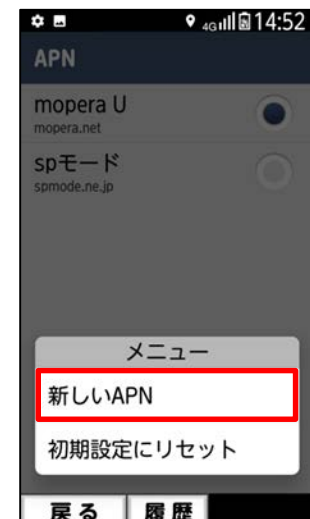 4G 14:52
APN
mopera U
mopera.net
spモード
spmode.ne.jp
メニュー
新しいAPN
初期設定にリセット
戻る 履歴